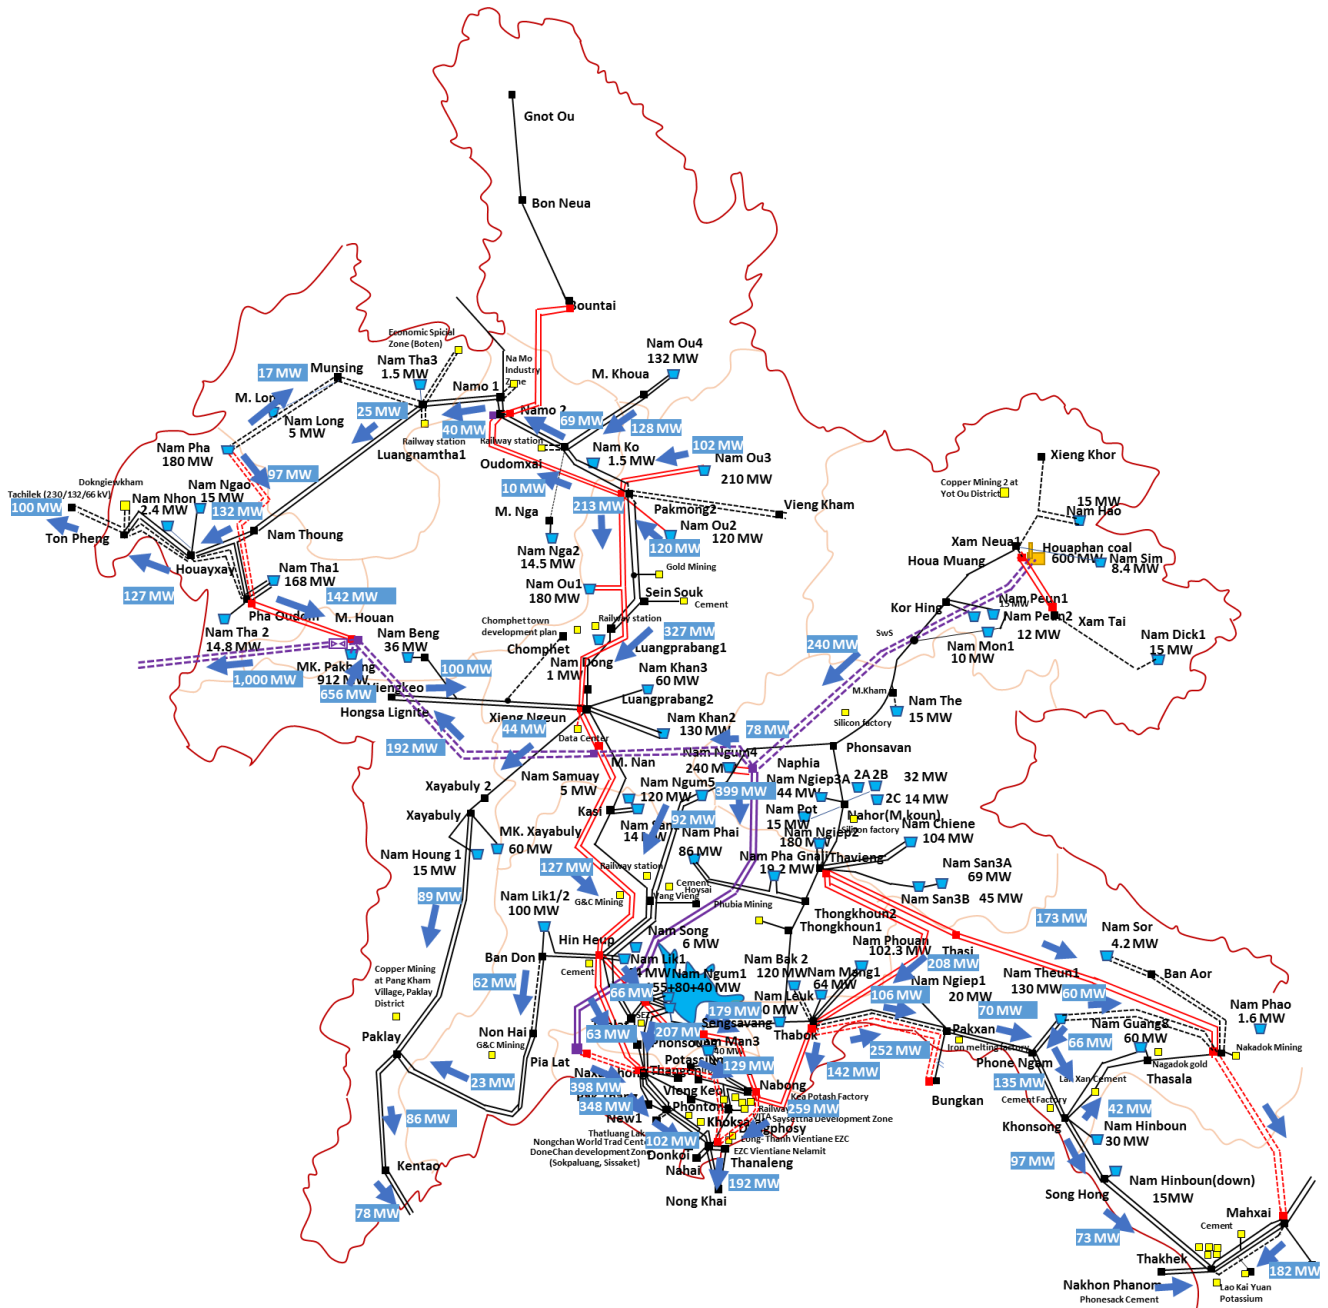 Gnot Ou
Bon Neua
Bountai
Economic Spicial
Zone (Boten)
Nam Tha3
1.5 MW
Na Mo
Industry
Zone
Nam Ou4
132 MW
M. Khoua
17 MW
Munsing
M. Lon
Nam Long
5 MW
25 MW
Namo 1
Namo 2
40 MW
69 MW
128 MW
Railway station
Luangnamtha1
Railway station
Oudomxai
Nam Ko
1.5 MW
102 MW
Nam Ou3
210 MW
Nam Pha
180 MW
97 MW
Dokngiewkham
Tachilek (230/132/66 kV)
100 MW
Nam Nhon
2.4 MW
Nam Ngao
15 MW
132 MW
Ton Pheng
Houayxay
Nam Thoung
127 MW
10 MW
M. Nga
Nam Nga2
14.5 MW
213 MW
Pakmong2
Nam Ou2
120 MW
120 MW
Vieng Kham
Copper Mining 2 at
Yot Ou District
Xieng Khor
15 MW
Nam Hao
Xam Neua1
Houa Muang
Houaphan coal
600 MW
Nam Sim
8.4 MW
Nam Tha1
168 MW
142 MW
Pha Oudom
Nam Tha 2
14.8 MW
M. Houan
Nam Beng
36 MW
MK. Pakbeng
912 MW
1,000 MW
656 MW
100 MW
Hongsa Lignite
192 MW
Gold Mining
Nam Ou1
180 MW
Sein Souk
Cement
Chomphet town
development plan
Chomphet
Railway station
327 MW
Luangprabang1
Nam Dong
1 MW
Nam Khan3
60 MW
Luangprabang2
Xieng Ngeun
44 MW
Data Center
Nam Khan2
130 MW
Kor Hing
Nam Peun1
15 MW
Nam Peun2
12 MW
Xam Tai
SwS
Nam Mon1
10 MW
Nam Dick1
15 MW
240 MW
M.Kham
Nam The
15 MW
Silicon factory
Phonsavan
78 MW
M. Nan
Nam Samuay
5 MW
Nam Ngum4
240 MW
Naphia
Nam Ngum5
120 MW
399 MW
Nam Ngiep3A
44 MW
2A
2B
32 MW
2C
14 MW
Xayabuly 2
Xayabuly
Kasi
92 MW
Nam Pot
15 MW
Nahor(M.koun)
Silicon factory
Nam Chiene
104 MW
MK. Xayabuly
60 MW
Nam Houng 1
15 MW
Nam Phai
86 MW
Nam Ngiep2
180 MW
Nam Pha Gnai
19.2 MW
Thavieng
Nam San3A
69 MW
Nam San3B
45 MW
127 MW
Railway station
Cement
Hoysai
Vang Vieng
G&C Mining
Phubia Mining
Thongkhoun2
Thongkhoun1
89 MW
Nam Lik1/2
100 MW
173 MW
Nam Sor
4.2 MW
Hin Heup
Ban Don
Cement
Nam Song
6 MW
Nam Lik1
Nam Ngum1
Nam Bak 2
120 MW
Nam Phouan
102.3 MW
Nam Mang1
64 MW
Thasi
208 MW
Ban Aor
Copper Mining
at Pang Kham
Village, Paklay
District
62 MW
66 MW
Nam Leuk
Nam Ngiep1
20 MW
Nam Theun1
130 MW
60 MW
Nam Phao
1.6 MW
Paklay
Non Hai
G&C Mining
Pia Lat
63 MW
207 MW
179 MW
Sengsavang
Thabok
106 MW
70 MW
Pakxan
Iron melting factory
Phone Ngam
66 MW
Nam Guang8
60 MW
Nagadok gold
Nakadok Mining
Thasala
252 MW
142 MW
Bungkan
23 MW
398 MW
348 MW
129 MW
Nabong
Kea Potash Factory
259 MW
Saysettha Development Zone
Vieng Keo
Phontong
New1
Khoksaat
Dongphosy
Long- Thanh Vientiane EZC
EZC Vientiane Nelamit
Thatluang Lake
Nongchan World Trad Center
DoneChan development Zone
(Sokpaluang, Sissaket)
102 MW
Donkoi
Nahai
Thanaleng
192 MW
Nong Khai
135 MW
Lak Xan Cement
Cement Factory
Khonsong
42 MW
Nam Hinboun
30 MW
86 MW
Kentao
78 MW
97 MW
Song Hong
Nam Hinboun(down)
15MW
73 MW
Mahxai
Cement
Thakhek
Nakhon Phanom
Phonesack Cement
Lao Kai Yuan
Potassium
182 MW